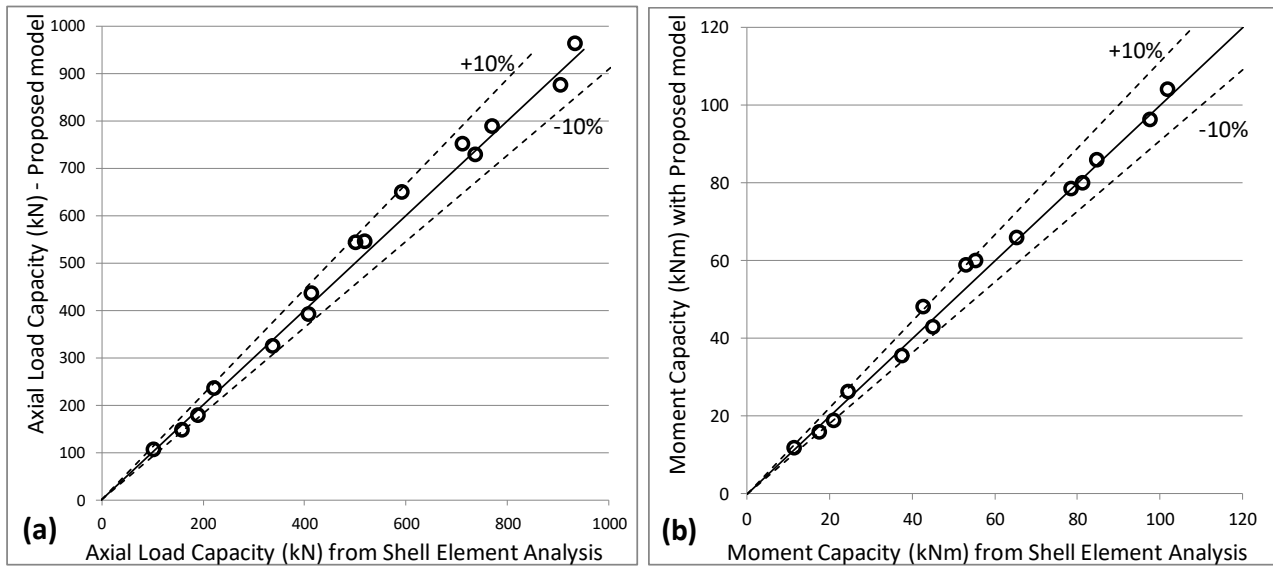 Axial Load Capacity (kN) - Proposed model
1000
900
800
700
600
500
400
300
200
100
0
+10%
-10%
0 200 400 600 800 1000
(a)
Axial Load Capacity (kN) from Shell Element Analysis
Moment Capacity (kNm) with Proposed model
120
100
80
60
40
20
0
+10%
-10%
0 20 40 60 80 100 120
(b)
Moment Capacity (kNm) from Shell Element Analysis